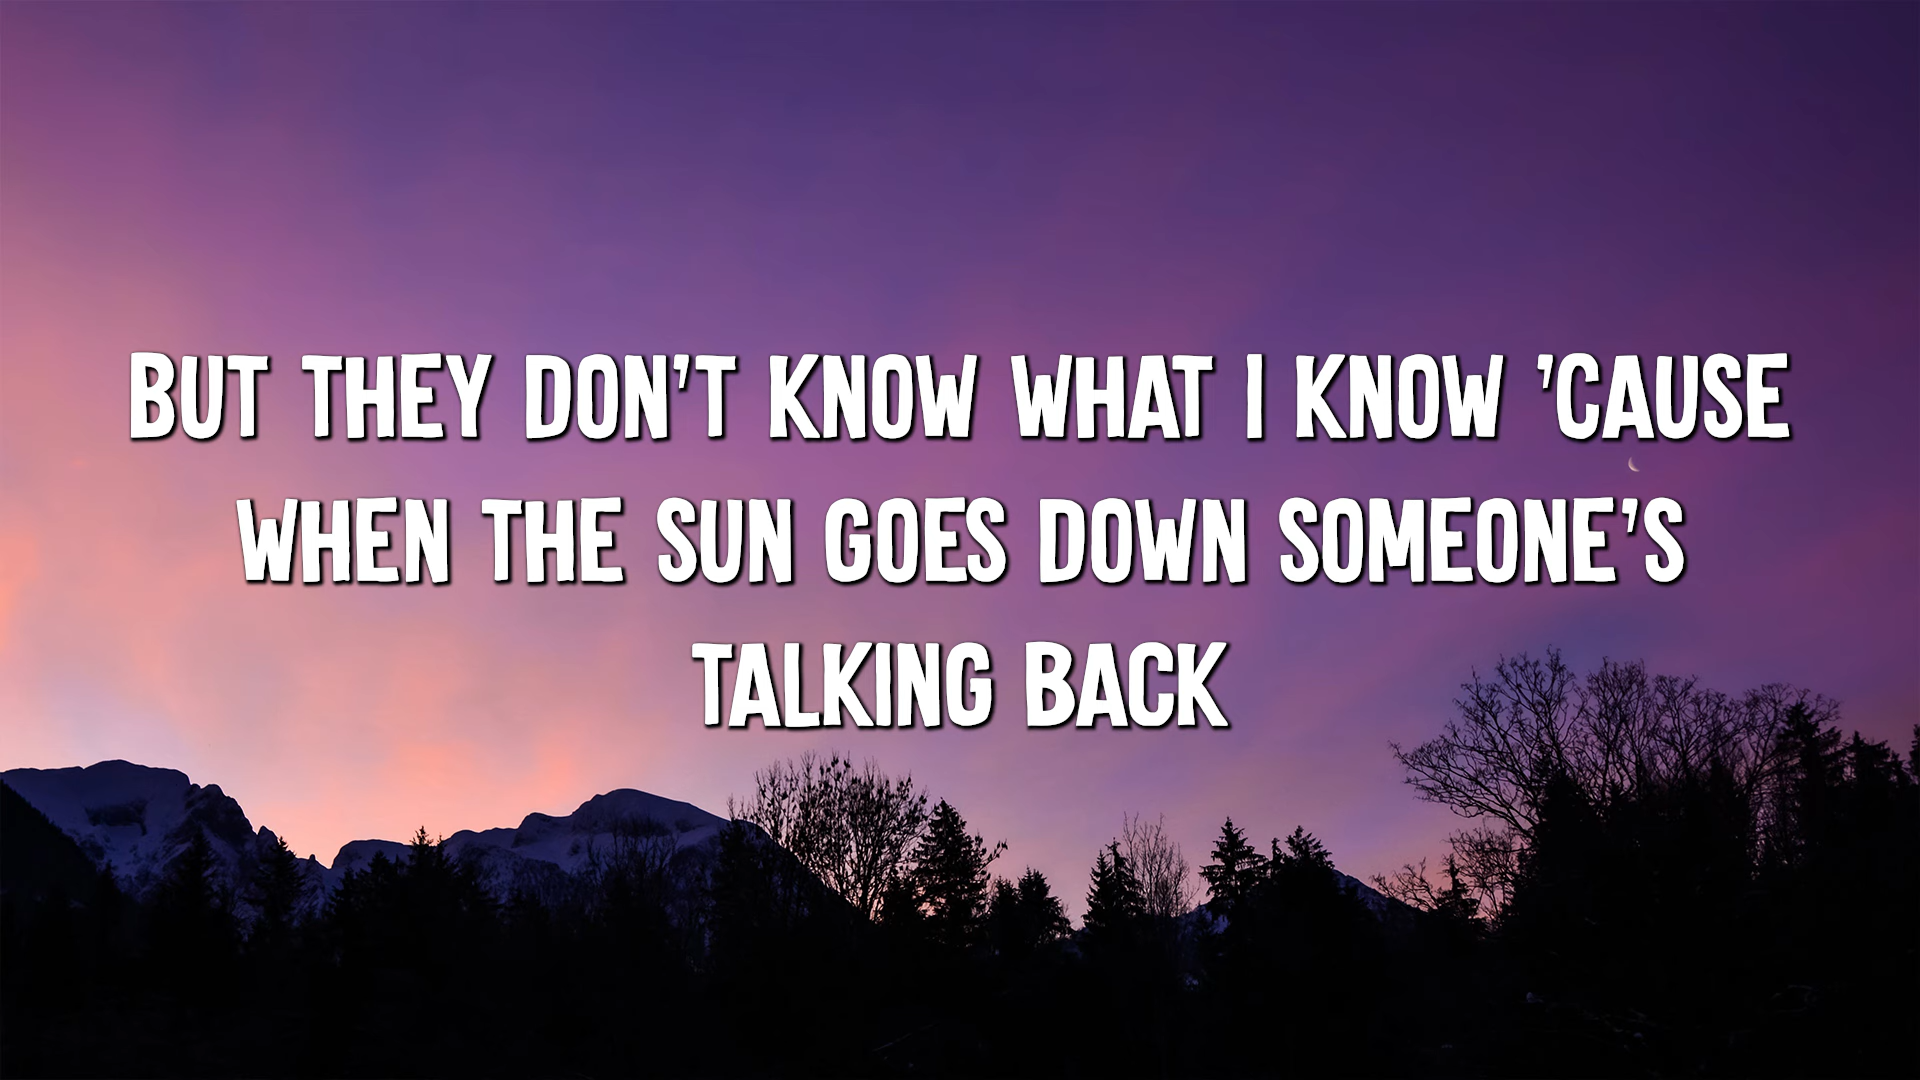 BUT THEY DON'T KNOW WHAT I KNOW 'CAUSE
WHEN THE SUN GOES DOWN SOMEONE'S
TALKING BACK